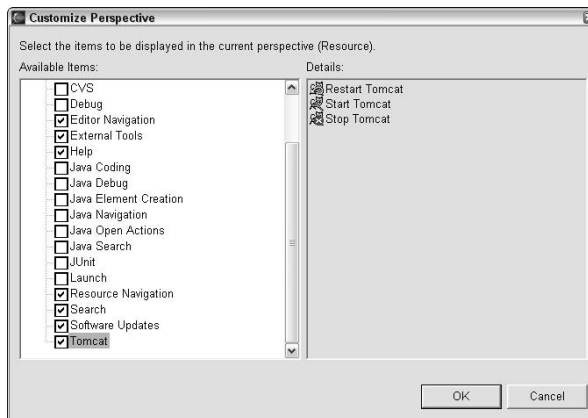 Customize Perspective
Select the items to be displayed in the current perspective (Resource).
Available Items:
Details:
CVS
Debug
Editor Navigation
External Tools
Help
Java Coding
Java Debug
Java Element Creation
Java Navigation
Java Open Actions
Java Search
JUnit
Launch
Resource Navigation
Search
Software Updates
Tomcat
Restart Tomcat
Start Tomcat
Stop Tomcat
OK
Cancel